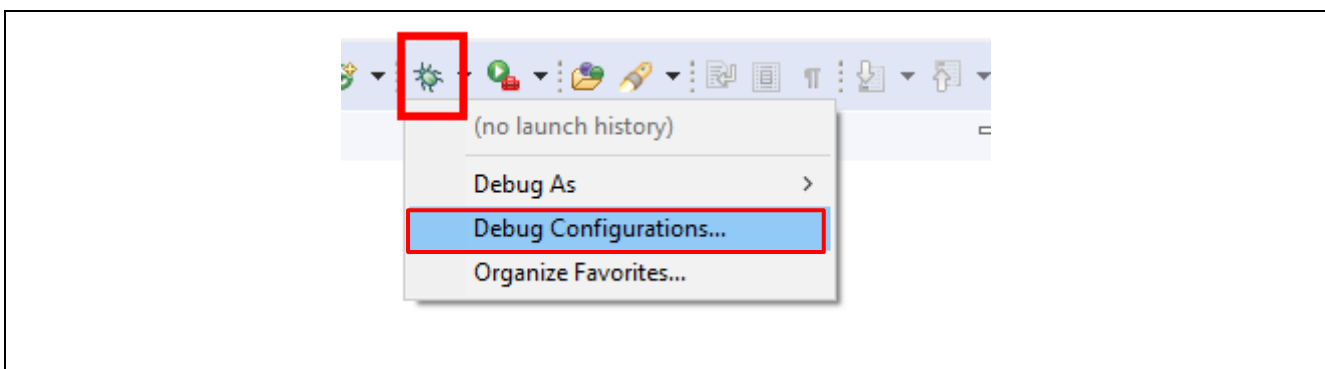 (no launch history)
Debug As
Debug Configurations...
Organize Favorites...